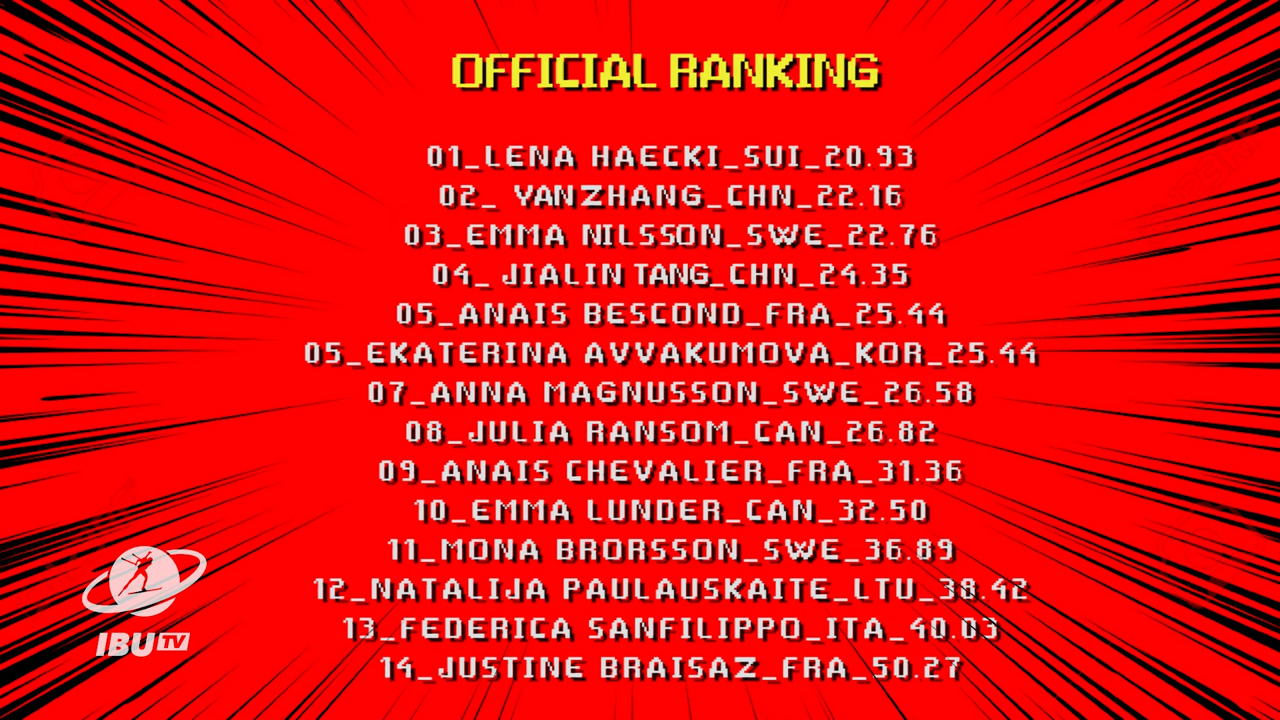 OFFICIAL RANKING
01_LENA HAECKI_SUI_20.93
02_ YANZHANG_CHN_22.16
03_EMMA NILSSON_SWE_22.76
04_ JIALIN TANG_CHN_24.35
05_ANAIS BESCOND_FRA_25.44
05_EKATERINA AVVAKUMOVA_KOR_25.44
07_ANNA MAGNUSSON_SWE_26.58
08_JULIA RANSOM_CAN_26.82
09_ANAIS CHEVALIER_FRA_31.36
10_EMMA LUNDER_CAN_32.50
11_MONA BRORSSON_SWE_36.89
12_NATALIJA PAULAUSKAITE_LTU_38.42
13_FEDERICA SANFILIPPO_ITA_40.03
14_JUSTINE BRAISAZ_FRA_50.27
IBU TV